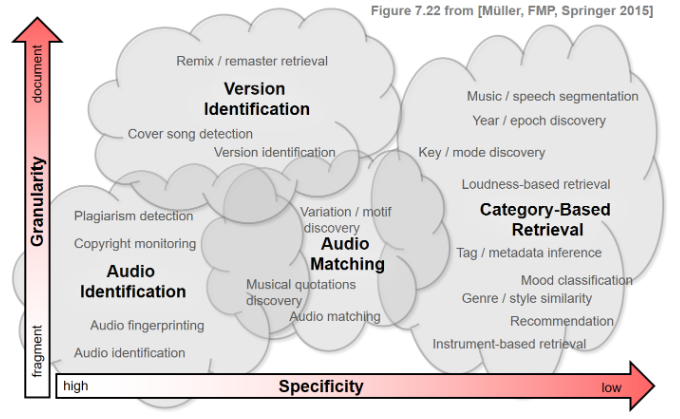 Figure 7.22 from [Müller, FMP, Springer 2015]
document
Granularity
fragment
Remix / remaster retrieval
Version
Identification
Cover song detection
Version identification
Music / speech segmentation
Year / epoch discovery
Key / mode discovery
Loudness-based retrieval
Category-Based
Retrieval
Tag / metadata inference
Mood classification
Genre / style similarity
Recommendation
Instrument-based retrieval
Plagiarism detection
Copyright monitoring
Audio
Identification
Audio fingerprinting
Audio identification
Variation / motif
discovery
Audio
Matching
Musical quotations
discovery
Audio matching
high
Specificity
low